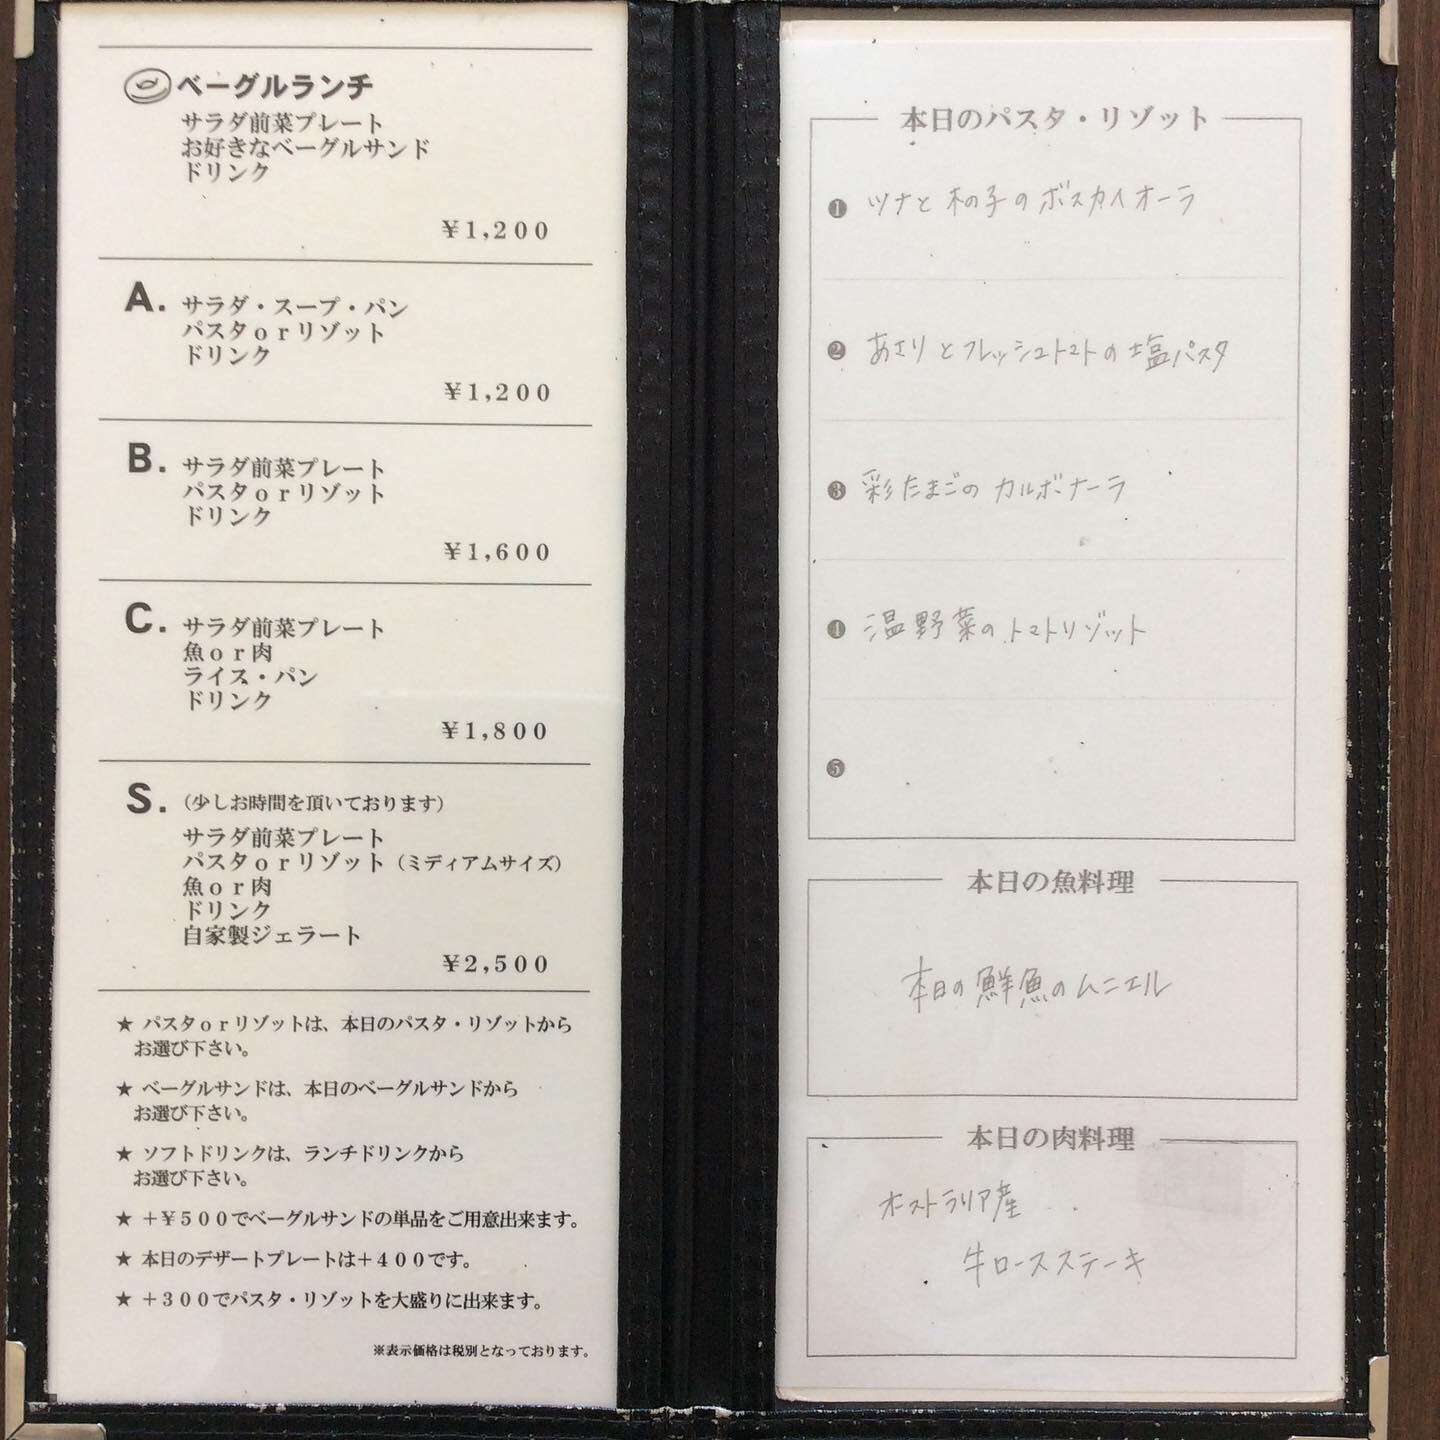 ベーグルランチ
サラダ前菜プレート
お好きなベーグルサンド
ドリンク
￥1,200
A. サラダ・スープ・パン
パスタorリゾット
ドリンク
￥1,200
B. サラダ前菜プレート
パスタorリゾット
ドリンク
￥1,600
C. サラダ前菜プレート
魚or肉
ライス・パン
ドリンク
￥1,800
S. （少しお時間を頂いております）
サラダ前菜プレート
パスタorリゾット（ミディアムサイズ）
魚or肉
ドリンク
自家製ジェラート
￥2,500
★ パスタorリゾットは、本日のパスタ・リゾットから
お選び下さい。
★ ベーグルサンドは、本日のベーグルサンドから
お選び下さい。
★ ソフトドリンクは、ランチドリンクから
お選び下さい。
★ ＋￥500でベーグルサンドの単品をご用意出来ます。
★ 本日のデザートプレートは＋400です。
★ ＋300でパスタ・リゾットを大盛りに出来ます。
※表示価格は税別となっております。
本日のパスタ・リゾット
❶ ツナと木の子のボスカイオーラ
❷ あさりとフレッシュトマトの塩パスタ
❸ 彩たまごのカルボナーラ
❹ 温野菜のトマトリゾット
❺
本日の魚料理
本日の鮮魚のムニエル
本日の肉料理
オーストラリア産
牛ロースステーキ